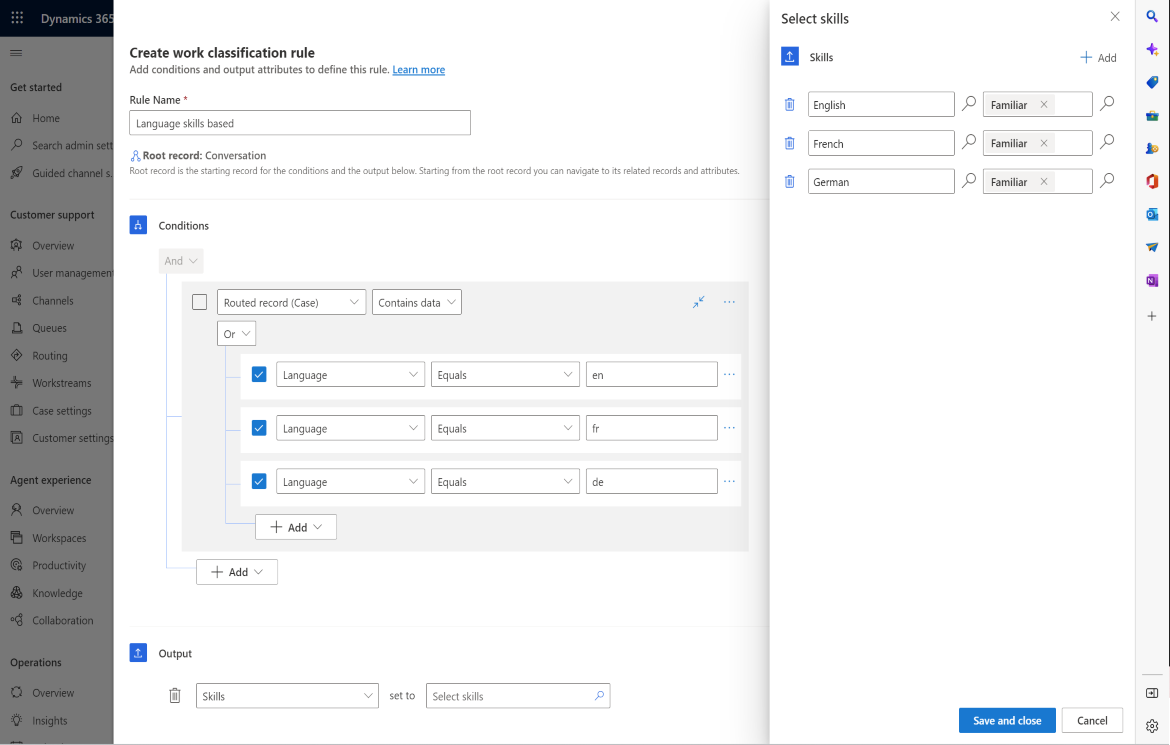 Dynamics 365
Get started
Home
Search admin sett
Guided channel s.
Customer support
Overview
User management
Channels
Queues
Routing
Workstreams
Case settings
Customer settings
Agent experience
Overview
Workspaces
Productivity
Knowledge
Collaboration
Operations
Overview
Insights
Create work classification rule
Add conditions and output attributes to define this rule. Learn more
Rule Name *
Language skills based
Root record: Conversation
Root record is the starting record for the conditions and the output below. Starting from the root record you can navigate to its related records and attributes.
Conditions
And
Routed record (Case) Contains data
Or
Language Equals en
Language Equals fr
Language Equals de
Add
Add
Output
Skills set to Select skills
Select skills
Skills Add
English Familiar
French Familiar
German Familiar
Save and close Cancel